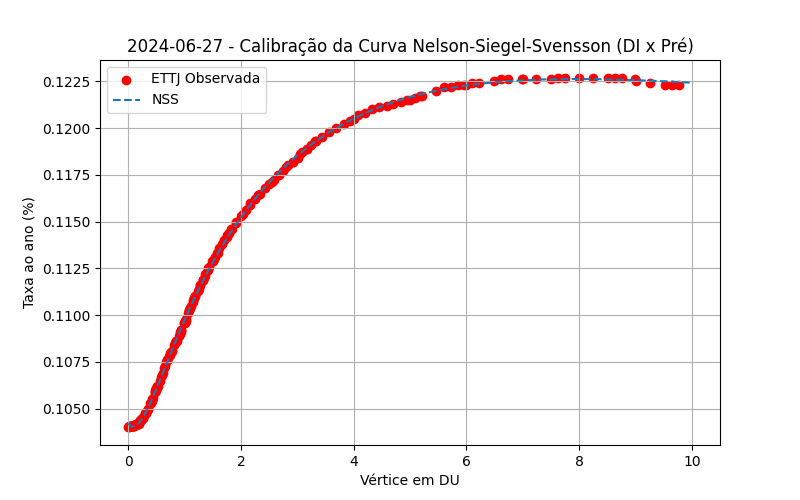 2024-06-27 - Calibração da Curva Nelson-Siegel-Svensson (DI x Pré)
ETTJ Observada
NSS
Taxa ao ano (%)
0.1225
0.1200
0.1175
0.1150
0.1125
0.1100
0.1075
0.1050
0 2 4 6 8 10
Vértice em DU